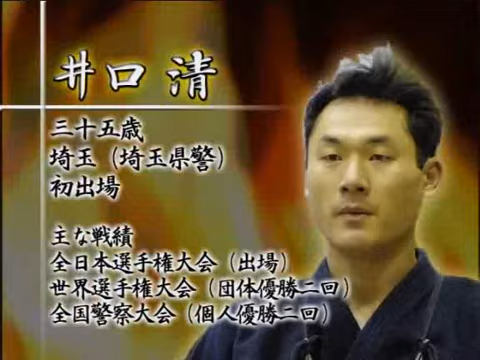 井口 清
三十五歳
埼玉（埼玉県警）
初出場
主な戦績
全日本選手権大会（出場）
世界選手権大会（団体優勝二回）
全国警察大会（個人優勝二回）